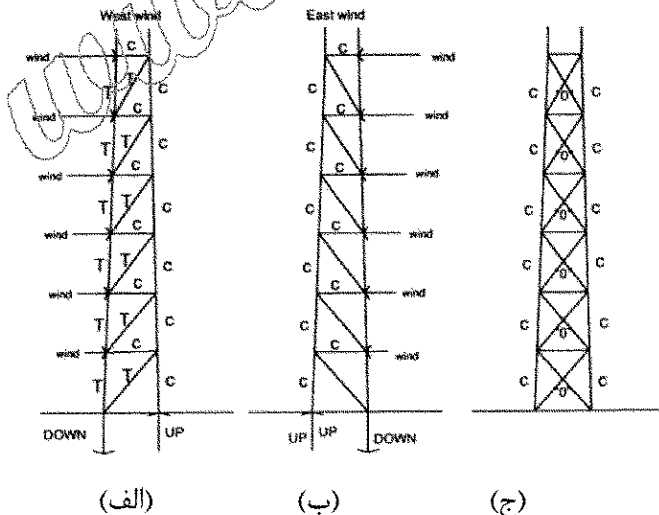 West wind
C
wind
T T C
C
wind
T T C
C
wind
T T C
C
wind
T T C
C
wind
T T C
C
wind
T T C
DOWN UP
(الف)
East wind
C
wind
C C
wind
C C
wind
C C
wind
C C
wind
C C
wind
C
UP UP DOWN
(ب)
C "0" C
C "0" C
C "0" C
C "0" C
C "0" C
C "0" C
(ج)